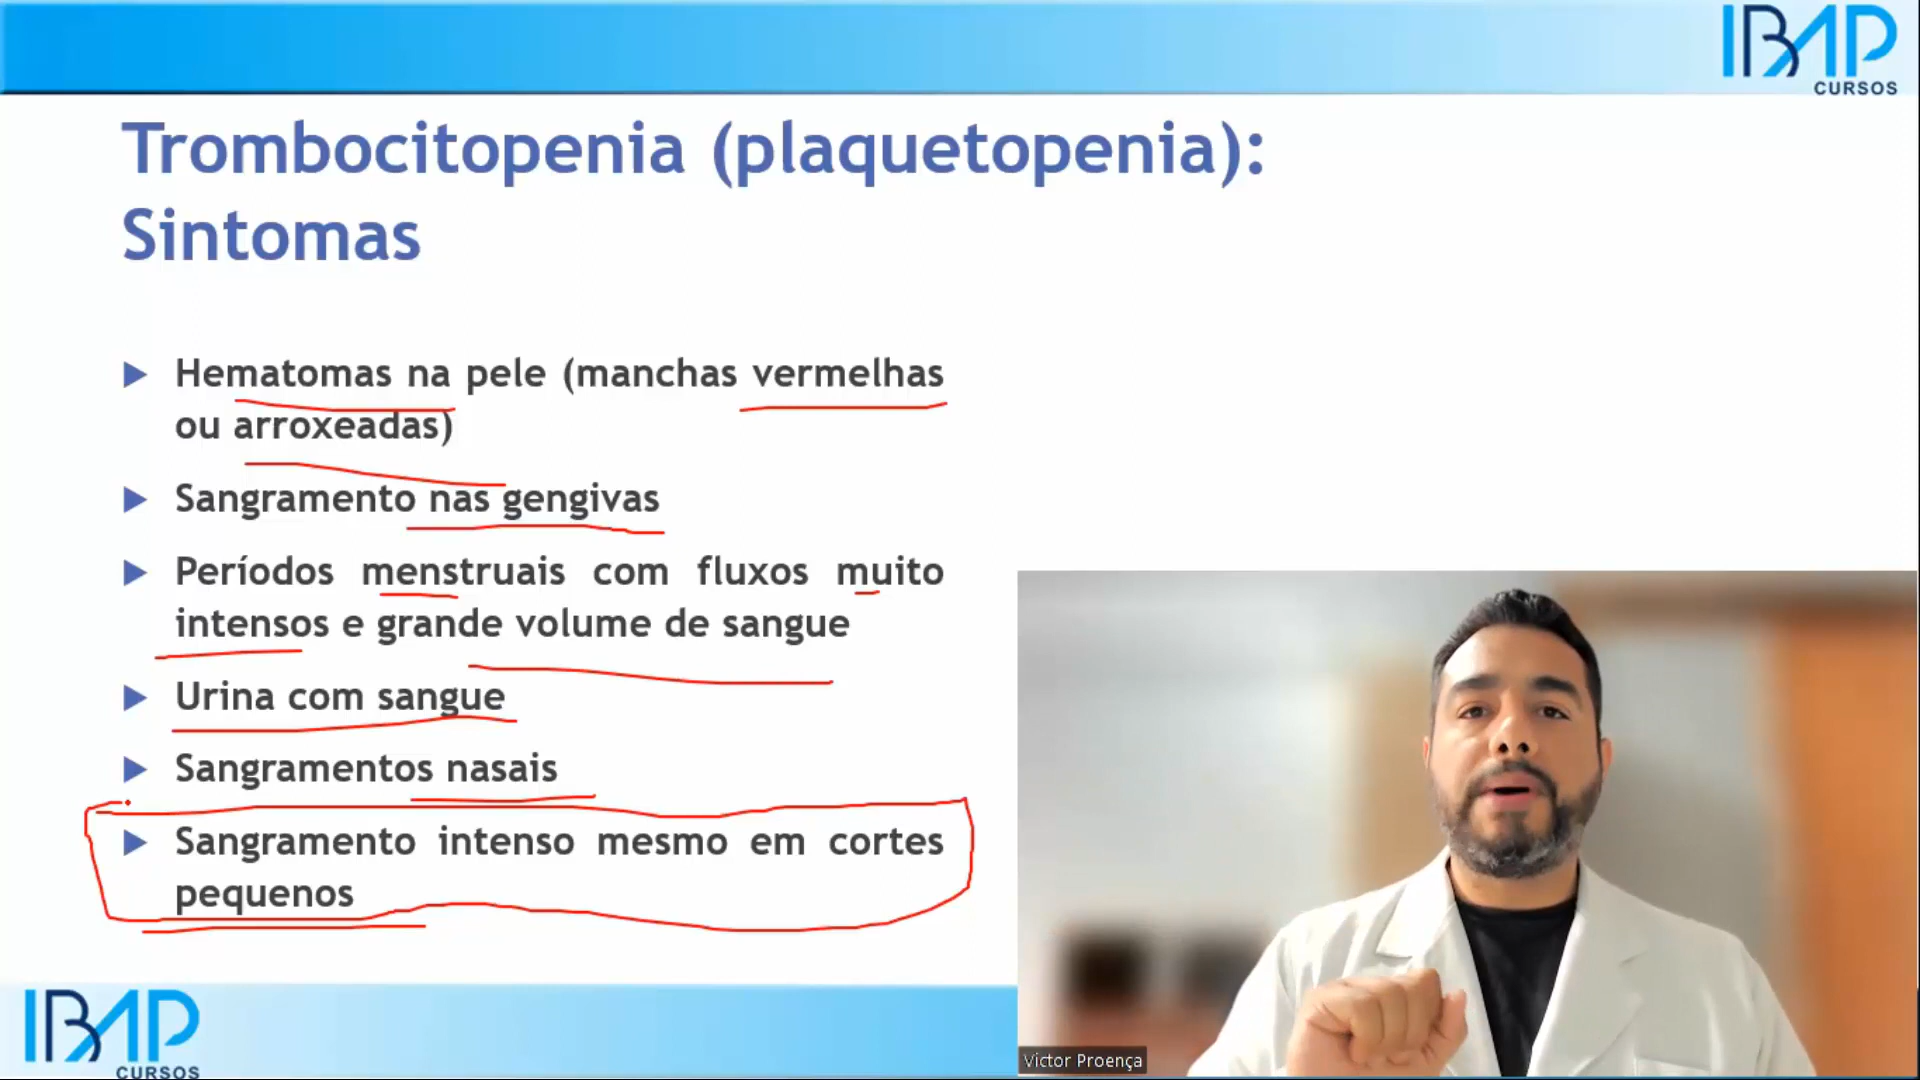 IBAP
CURSOS
Trombocitopenia (plaquetopenia):
Sintomas
Hematomas na pele (manchas vermelhas
ou arroxeadas)
Sangramento nas gengivas
Períodos menstruais com fluxos muito
intensos e grande volume de sangue
Urina com sangue
Sangramentos nasais
Sangramento intenso mesmo em cortes
pequenos
IBAP
CURSOS
Victor Proença